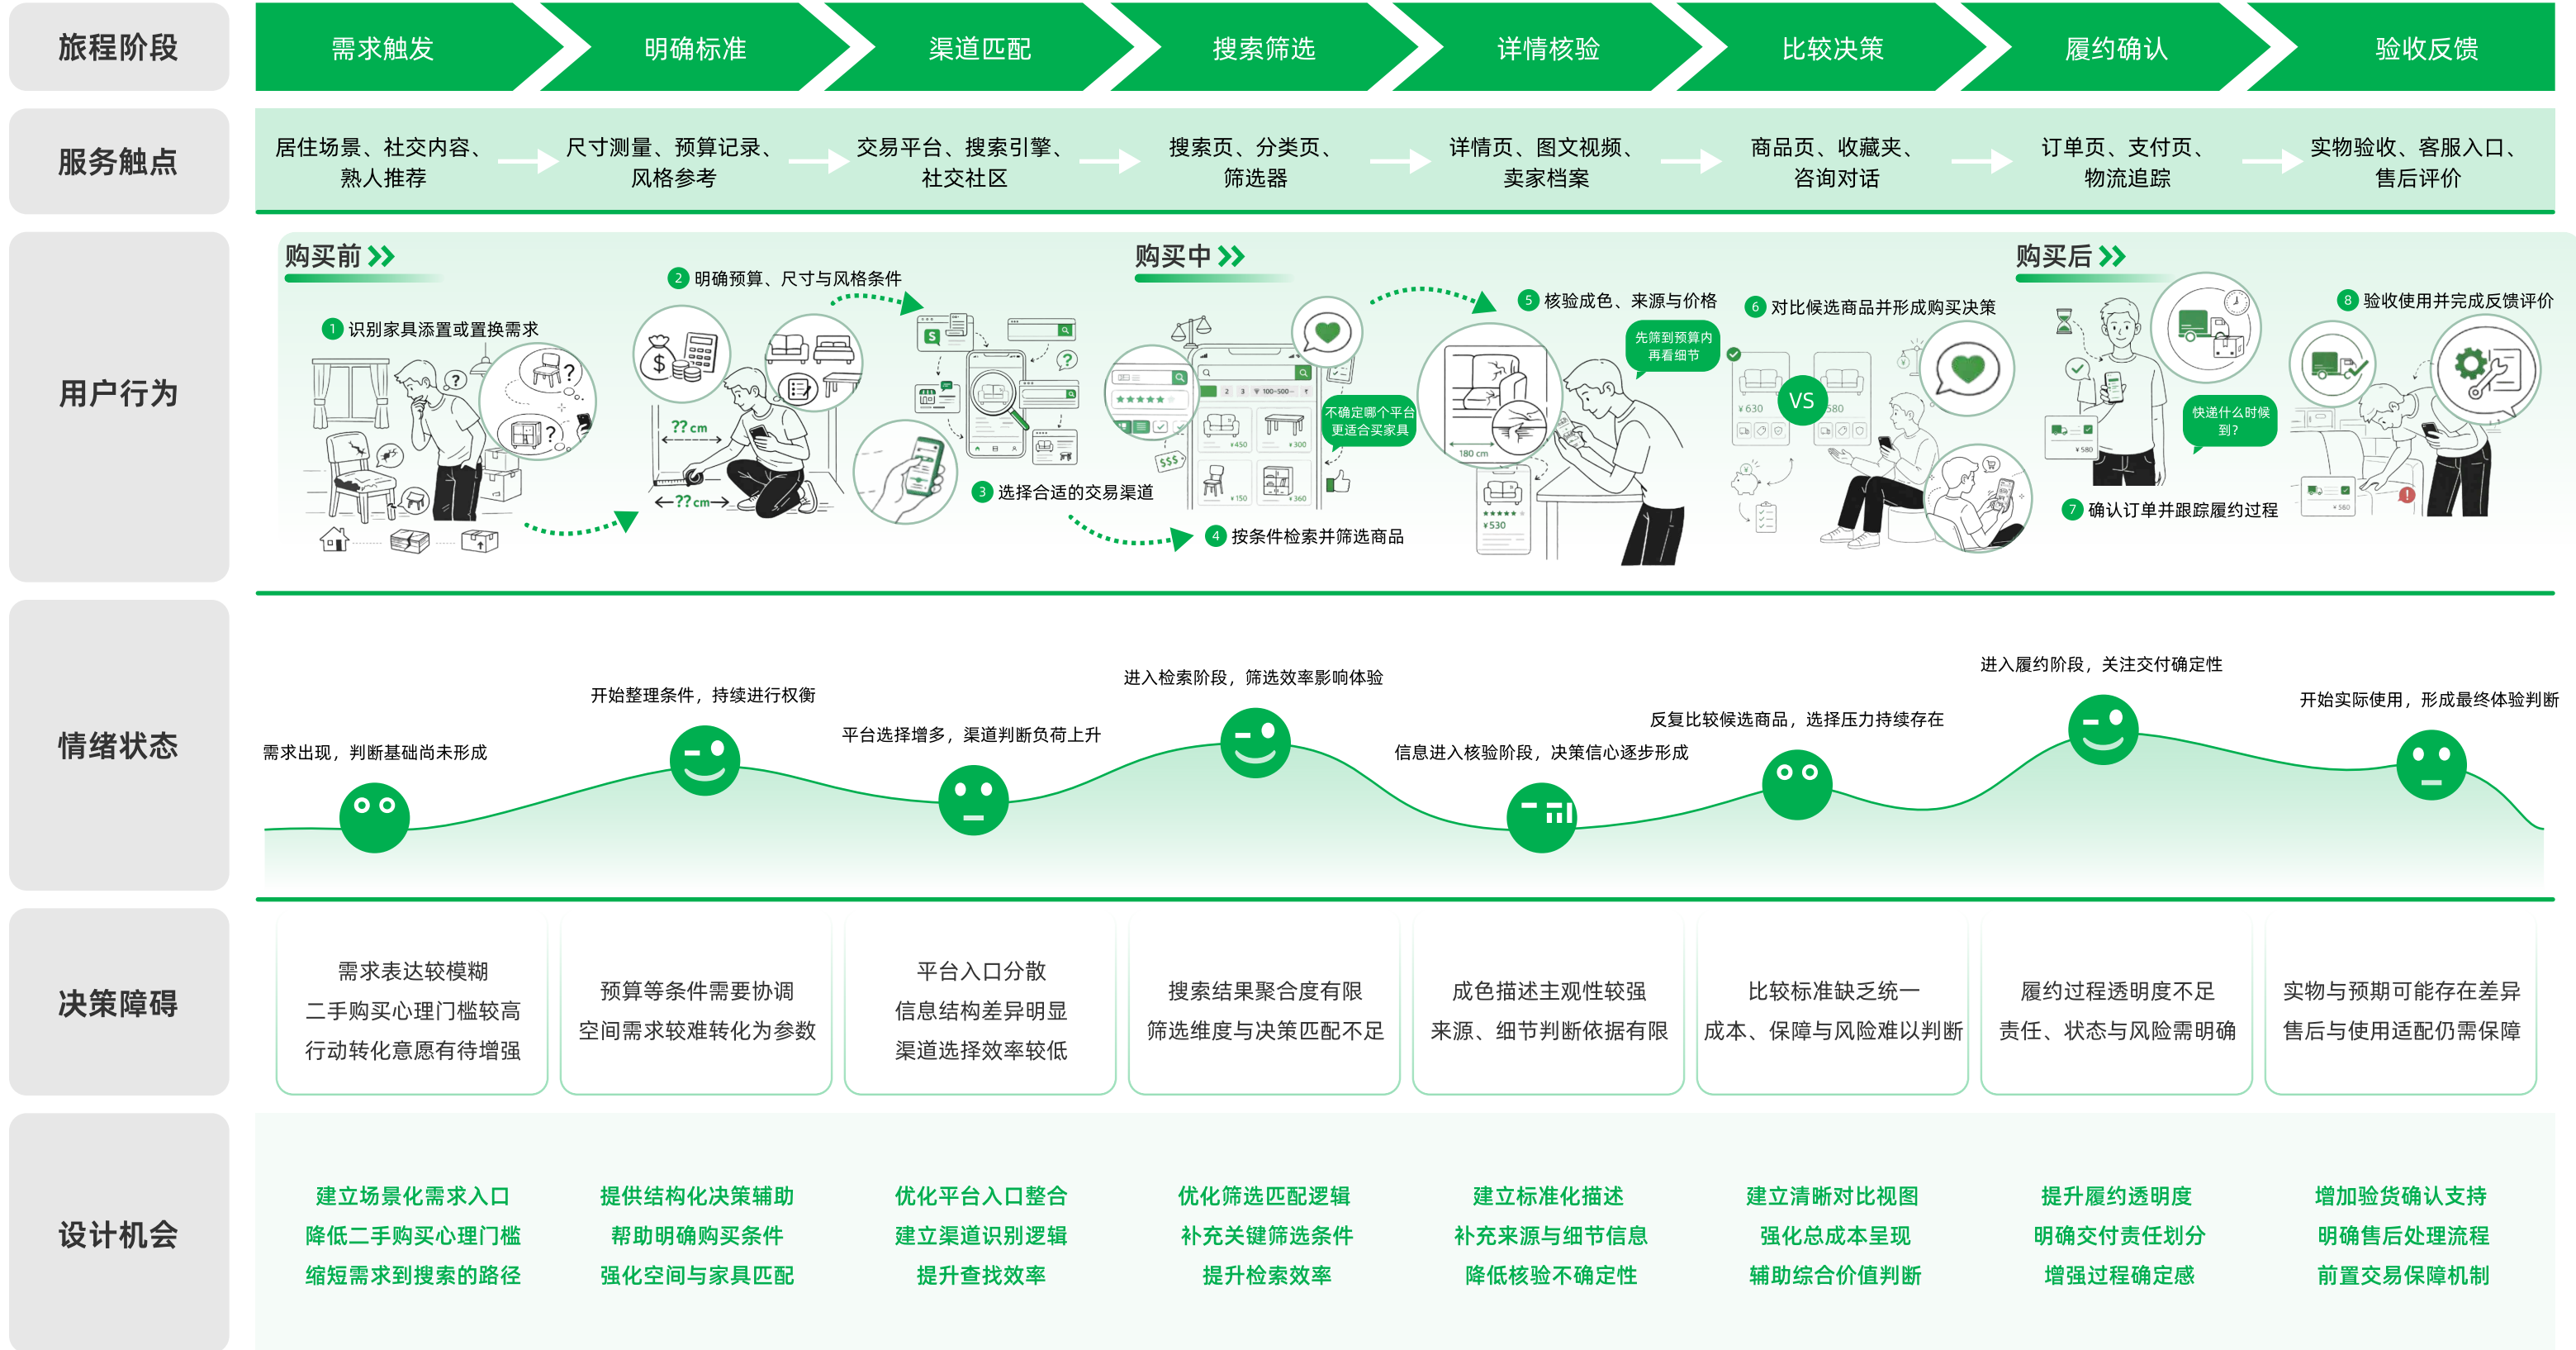 旅程阶段
需求触发
明确标准
渠道匹配
搜索筛选
详情核验
比较决策
履约确认
验收反馈
服务触点
居住场景、社交内容、
熟人推荐
尺寸测量、预算记录、
风格参考
交易平台、搜索引擎、
社交社区
搜索页、分类页、
筛选器
详情页、图文视频、
卖家档案
商品页、收藏夹、
咨询对话
订单页、支付页、
物流追踪
实物验收、客服入口、
售后评价
用户行为
购买前
1 识别家具添置或置换需求
?
?
?
2 明确预算、尺寸与风格条件
$
?? cm
?? cm
S
?
3 选择合适的交易渠道
购买中
2 3 100-500
¥450
¥300
¥150
¥360
$$$
不确定哪个平台
更适合买家具
4 按条件检索并筛选商品
5 核验成色、来源与价格
先筛到预算内
再看细节
180 cm
¥530
6 对比候选商品并形成购买决策
¥630
VS
580
¥
购买后
¥580
快递什么时候
到？
7 确认订单并跟踪履约过程
8 验收使用并完成反馈评价
!
¥560
情绪状态
需求出现，判断基础尚未形成
开始整理条件，持续进行权衡
平台选择增多，渠道判断负荷上升
进入检索阶段，筛选效率影响体验
信息进入核验阶段，决策信心逐步形成
反复比较候选商品，选择压力持续存在
进入履约阶段，关注交付确定性
开始实际使用，形成最终体验判断
决策障碍
需求表达较模糊
二手购买心理门槛较高
行动转化意愿有待增强
预算等条件需要协调
空间需求较难转化为参数
平台入口分散
信息结构差异明显
渠道选择效率较低
搜索结果聚合度有限
筛选维度与决策匹配不足
成色描述主观性较强
来源、细节判断依据有限
比较标准缺乏统一
成本、保障与风险难以判断
履约过程透明度不足
责任、状态与风险需明确
实物与预期可能存在差异
售后与使用适配仍需保障
设计机会
建立场景化需求入口
降低二手购买心理门槛
缩短需求到搜索的路径
提供结构化决策辅助
帮助明确购买条件
强化空间与家具匹配
优化平台入口整合
建立渠道识别逻辑
提升查找效率
优化筛选匹配逻辑
补充关键筛选条件
提升检索效率
建立标准化描述
补充来源与细节信息
降低核验不确定性
建立清晰对比视图
强化总成本呈现
辅助综合价值判断
提升履约透明度
明确交付责任划分
增强过程确定感
增加验货确认支持
明确售后处理流程
前置交易保障机制